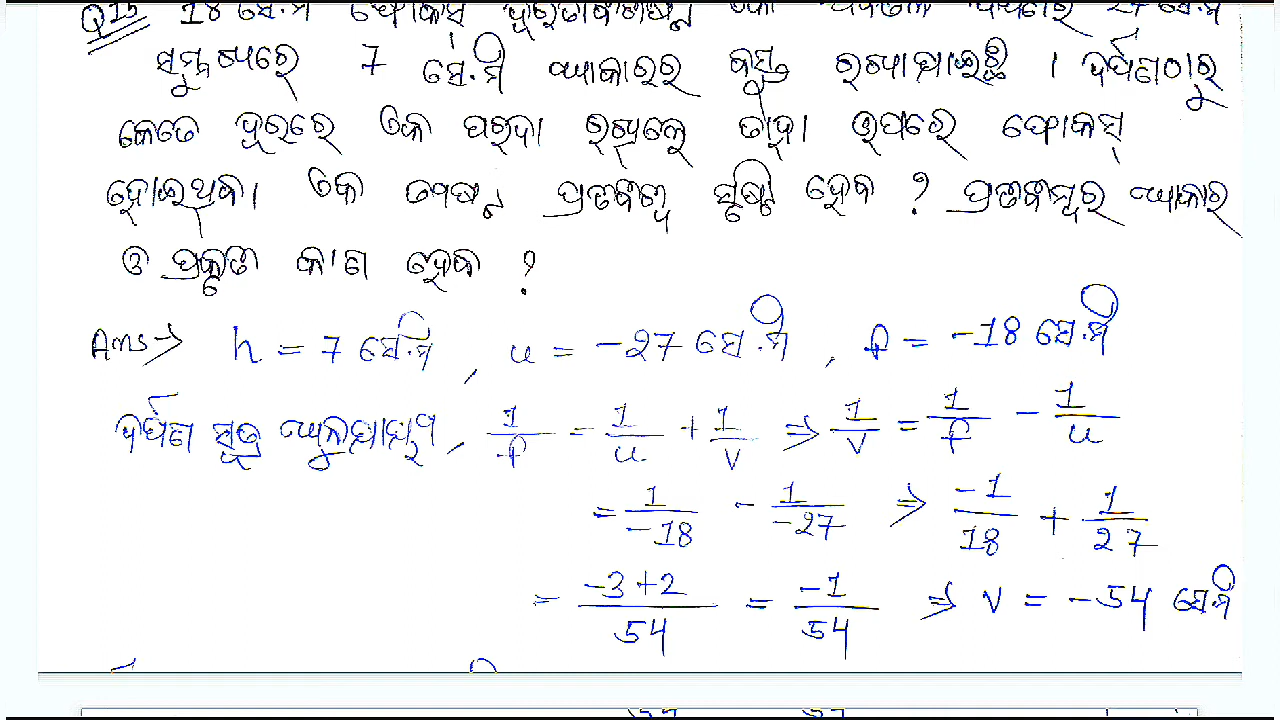 Q15 18 ସେ.ମି ଫୋକସ୍ ଦୂରତାବିଶିଷ୍ଟ ଏକ ଅବତଳ ଦର୍ପଣର 27 ସେ.ମି
ସମ୍ମୁଖରେ 7 ସେ.ମି ଆକାରର ବସ୍ତୁ ରଖାଯାଇଛି । ଦର୍ପଣଠାରୁ
କେତେ ଦୂରରେ ଏକ ପରଦା ରଖିଲେ ତାହା ଉପରେ ଫୋକସ୍
ହୋଇଥିବା ଏକ ସ୍ପଷ୍ଟ ପ୍ରତିବିମ୍ବ ସୃଷ୍ଟି ହେବ ? ପ୍ରତିବିମ୍ବର ଆକାର
ଓ ପ୍ରକୃତି କାଣ ହେବ ?
Ans→ h = 7 ସେ.ମି , u = -27 ସେ.ମି , f = -18 ସେ.ମି
ଦର୍ପଣ ସୂତ୍ର ଅନୁଯାୟୀ , 1/f = 1/u + 1/v ⇒ 1/v = 1/f - 1/u
= 1/-18 - 1/-27 ⇒ -1/18 + 1/27
= -3+2/54 = -1/54 ⇒ v = -54 ସେ.ମି